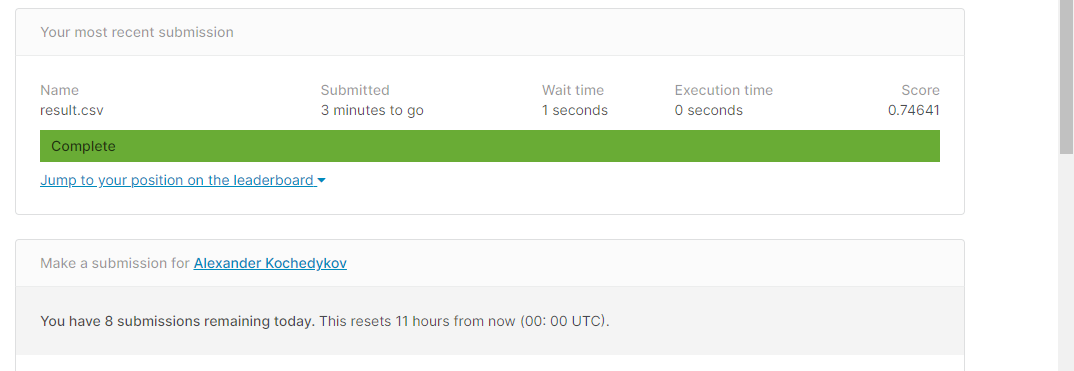 Your most recent submission
Name Submitted Wait time Execution time Score
result.csv 3 minutes to go 1 seconds 0 seconds 0.74641
Complete
Jump to your position on the leaderboard
Make a submission for Alexander Kochedykov
You have 8 submissions remaining today. This resets 11 hours from now (00: 00 UTC).